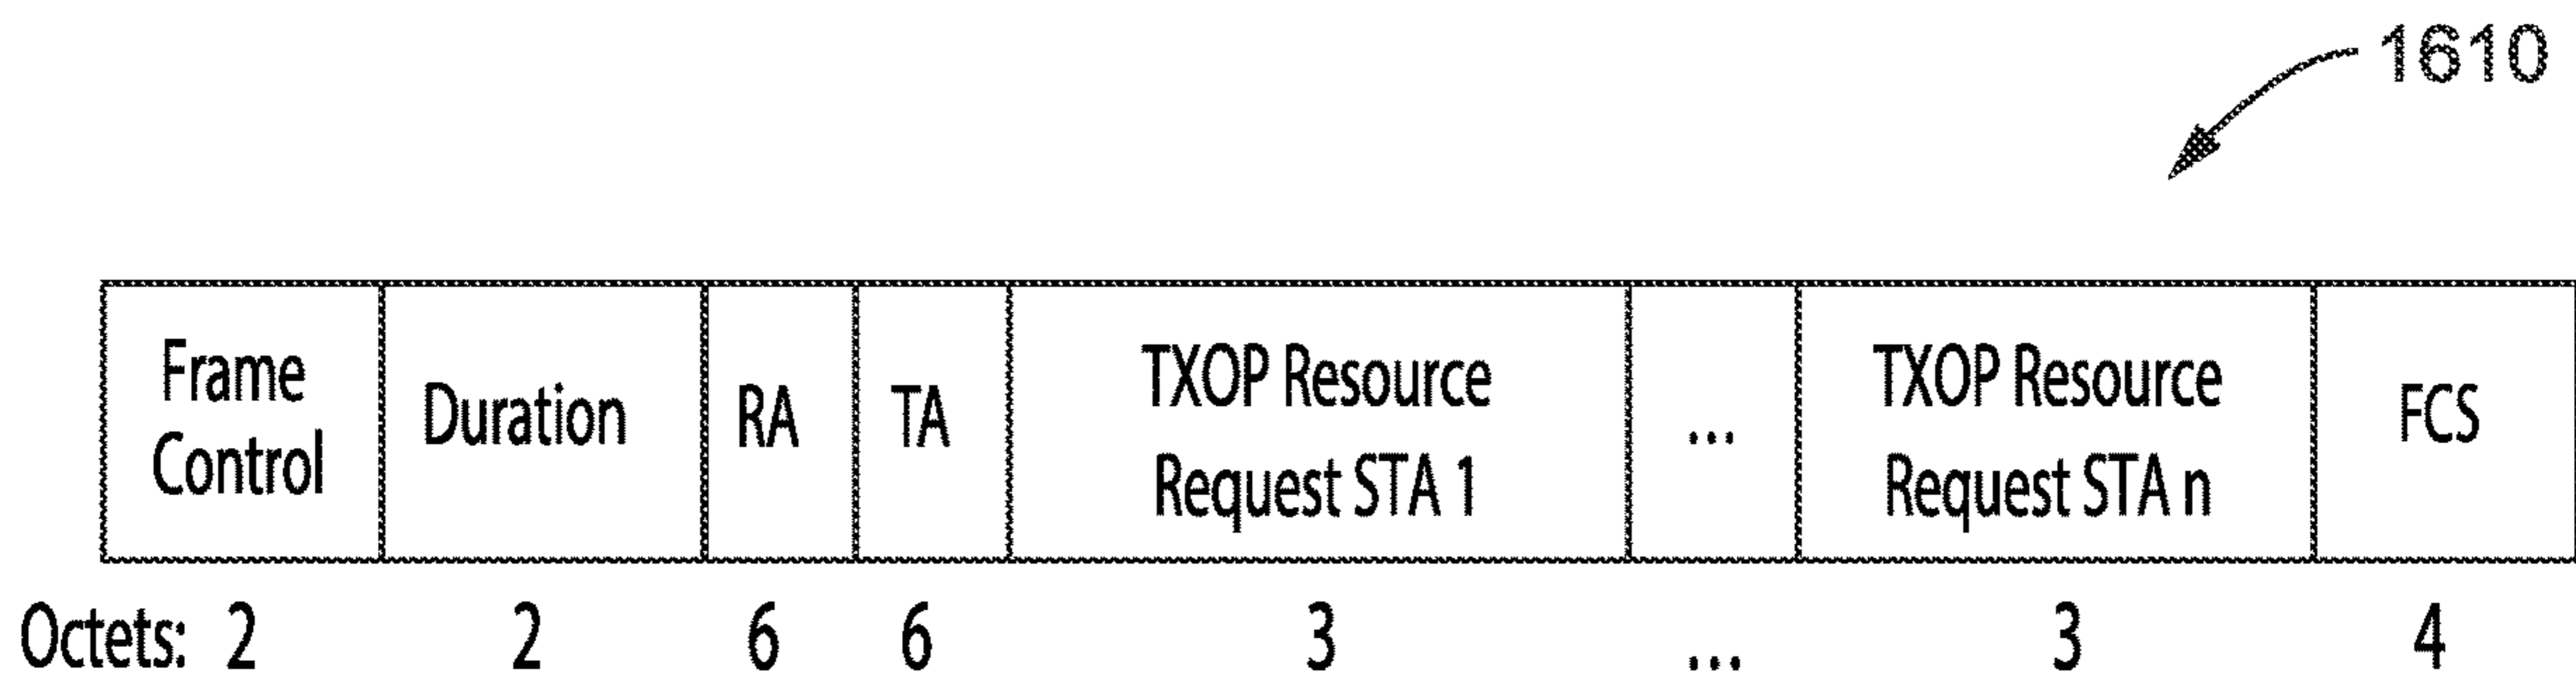 1610
Frame
Control
Duration
RA
TA
TXOP Resource
Request STA 1
...
TXOP Resource
Request STA n
FCS
Octets: 2 2 6 6 3 ... 3 4